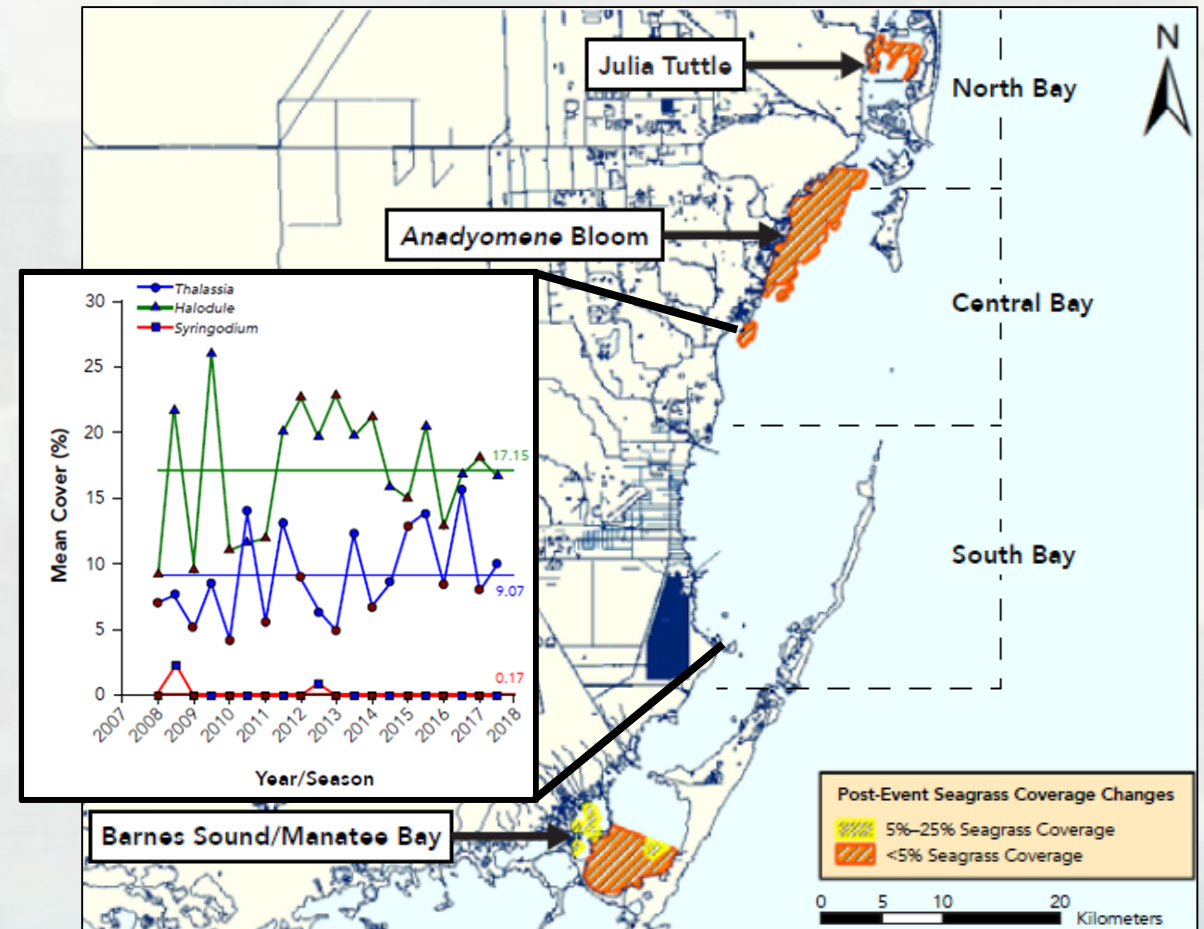 Julia Tuttle
N
North Bay
Anadyomene Bloom
Central Bay
Thalassia
Halodule
Syringodium
30
25
20
15
10
5
0
17.15
9.07
0.17
Mean Cover (%)
2007
2008
2009
2010
2011
2012
2013
2014
2015
2016
2017
2018
Year/Season
South Bay
Barnes Sound/Manatee Bay
Post-Event Seagrass Coverage Changes
5%–25% Seagrass Coverage
<5% Seagrass Coverage
0 5 10 20
Kilometers